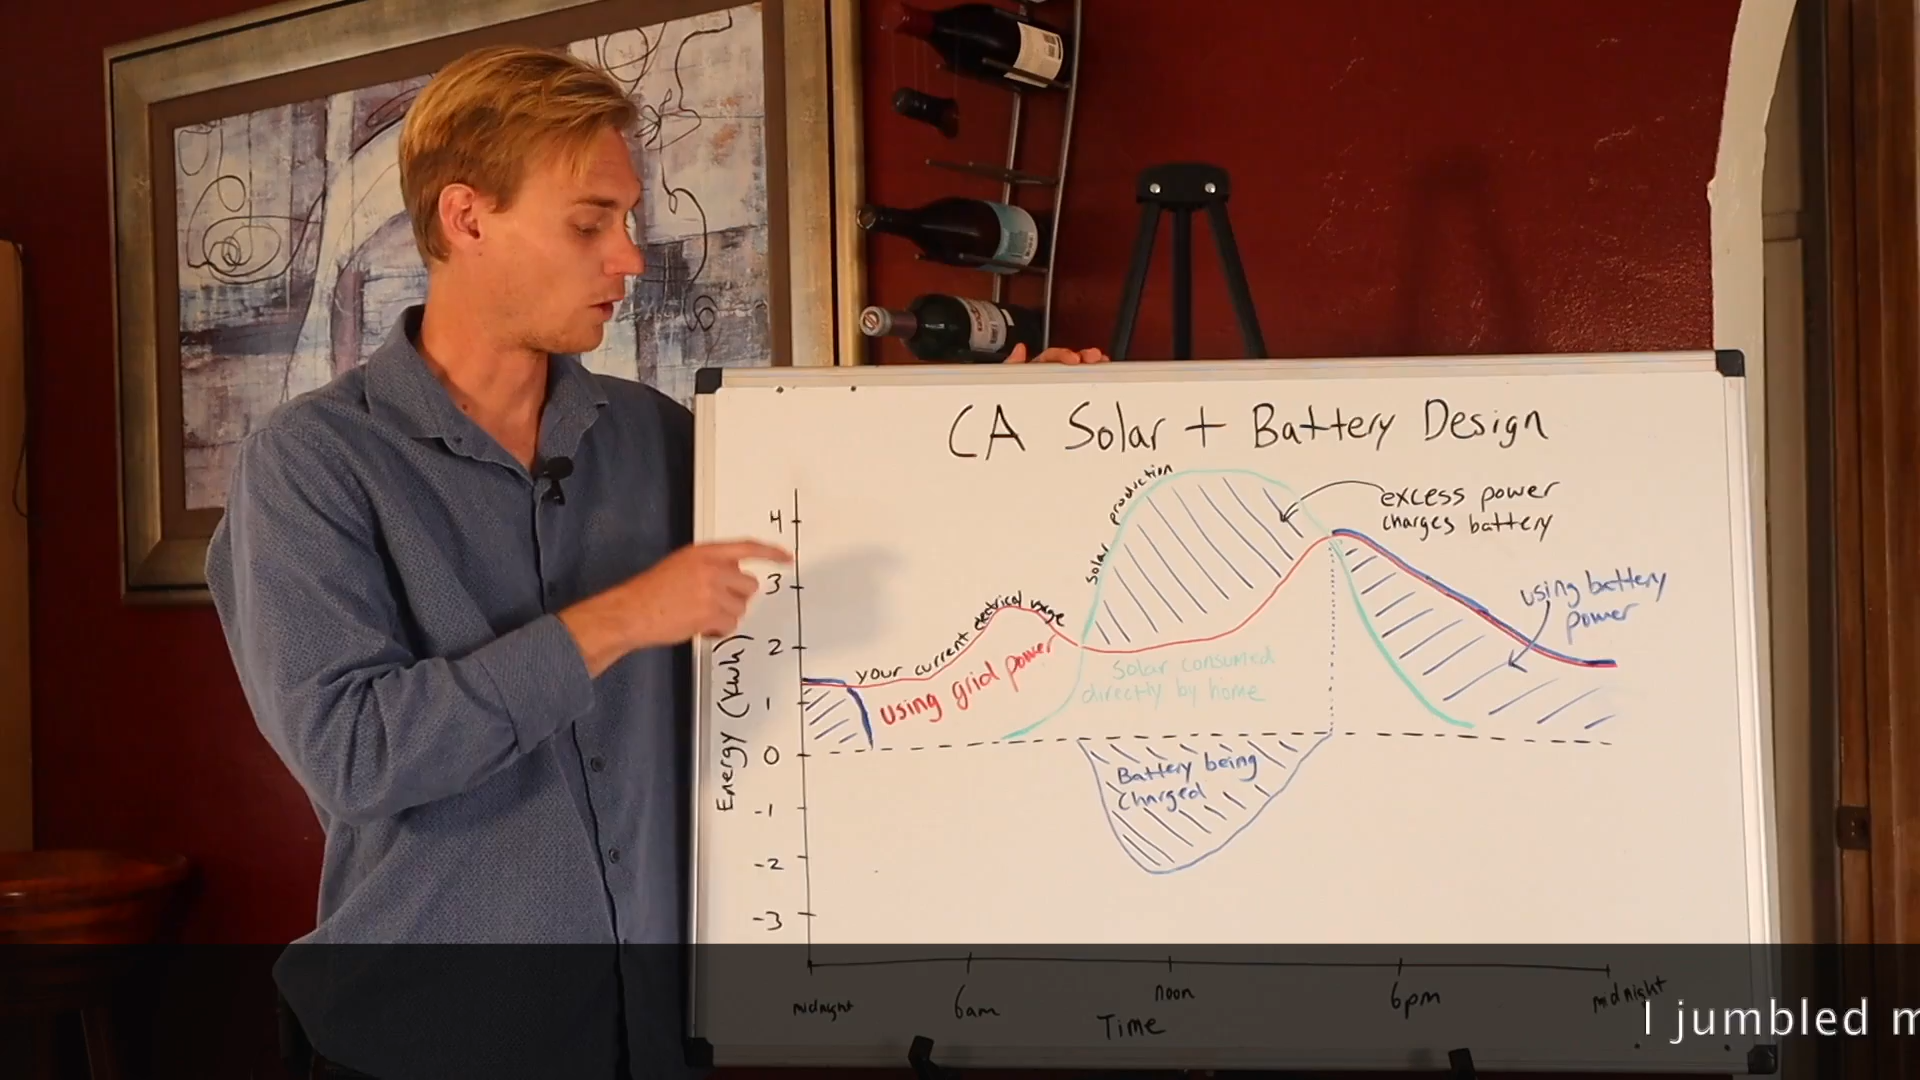 CA Solar + Battery Design
solar production
excess power
charges battery
using battery
power
your current electrical usage
using grid power
Solar consumed
directly by home
Battery being
Charged
Energy (kWh)
4
3
2
1
0
-1
-2
-3
midnight
6am
noon
6pm
midnight
Time
I jumbled m